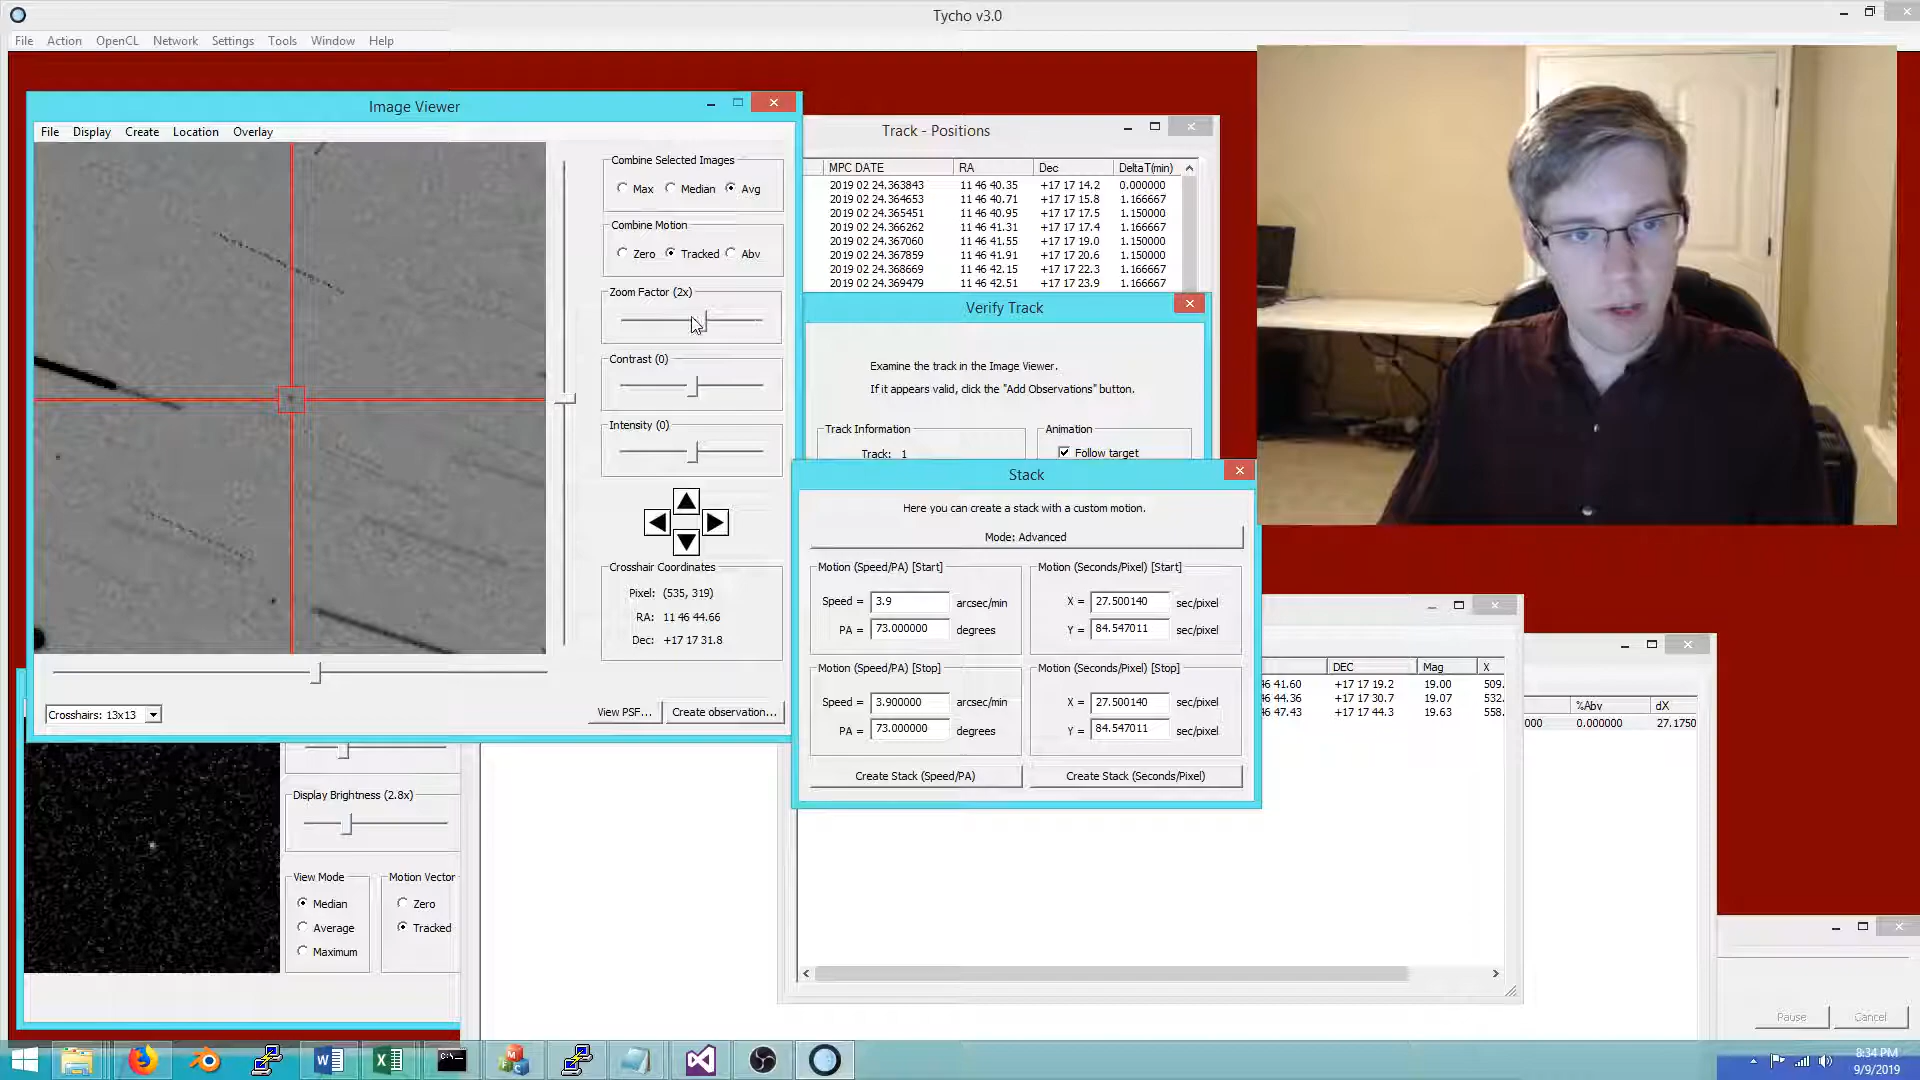 Tycho v3.0
File Action OpenCL Network Settings Tools Window Help
Image Viewer
File Display Create Location Overlay
Combine Selected Images
Max Median Avg
Combine Motion
Zero Tracked Abv
Zoom Factor (2x)
Contrast (0)
Intensity (0)
Crosshair Coordinates
Pixel: (535, 319)
RA: 11 46 44.66
Dec: +17 17 31.8
Crosshairs: 13x13
View PSF... Create observation...
Track - Positions
MPC DATE RA Dec DeltaT(min)
2019 02 24.363843 11 46 40.35 +17 17 14.2 0.000000
2019 02 24.364653 11 46 40.71 +17 17 15.8 1.166667
2019 02 24.365451 11 46 40.95 +17 17 17.5 1.150000
2019 02 24.366262 11 46 41.31 +17 17 17.4 1.166667
2019 02 24.367060 11 46 41.55 +17 17 19.0 1.150000
2019 02 24.367859 11 46 41.91 +17 17 20.6 1.150000
2019 02 24.368669 11 46 42.15 +17 17 22.3 1.166667
2019 02 24.369479 11 46 42.51 +17 17 23.9 1.166667
Verify Track
Examine the track in the Image Viewer.
If it appears valid, click the "Add Observations" button.
Track Information
Track: 1
Animation
Follow target
Stack
Here you can create a stack with a custom motion.
Mode: Advanced
Motion (Speed/PA) [Start]
Speed = 3.9 arcsec/min
PA = 73.000000 degrees
Motion (Seconds/Pixel) [Start]
X = 27.500140 sec/pixel
Y = 84.547011 sec/pixel
Motion (Speed/PA) [Stop]
Speed = 3.900000 arcsec/min
PA = 73.000000 degrees
Motion (Seconds/Pixel) [Stop]
X = 27.500140 sec/pixel
Y = 84.547011 sec/pixel
Create Stack (Speed/PA) Create Stack (Seconds/Pixel)
DEC Mag X
46 41.60 +17 17 19.2 19.00 509.
46 44.36 +17 17 30.7 19.07 532.
46 47.43 +17 17 44.3 19.63 558.
%Abv dX
000 0.000000 27.1750
Display Brightness (2.8x)
View Mode
Median
Average
Maximum
Motion Vector
Zero
Tracked
Pause Cancel
8:34 PM
9/9/2019